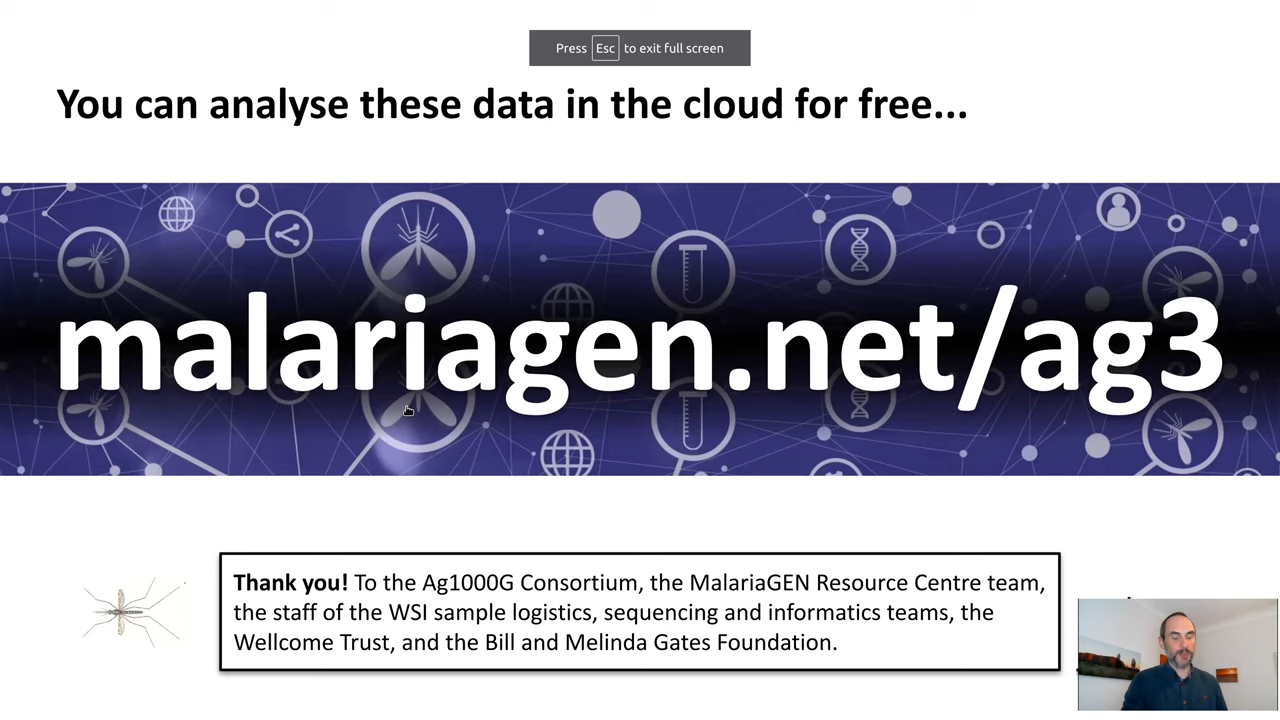 Press Esc to exit full screen
You can analyse these data in the cloud for free...
malariagen.net/ag3
Thank you! To the Ag1000G Consortium, the MalariaGEN Resource Centre team,
the staff of the WSI sample logistics, sequencing and informatics teams, the
Wellcome Trust, and the Bill and Melinda Gates Foundation.